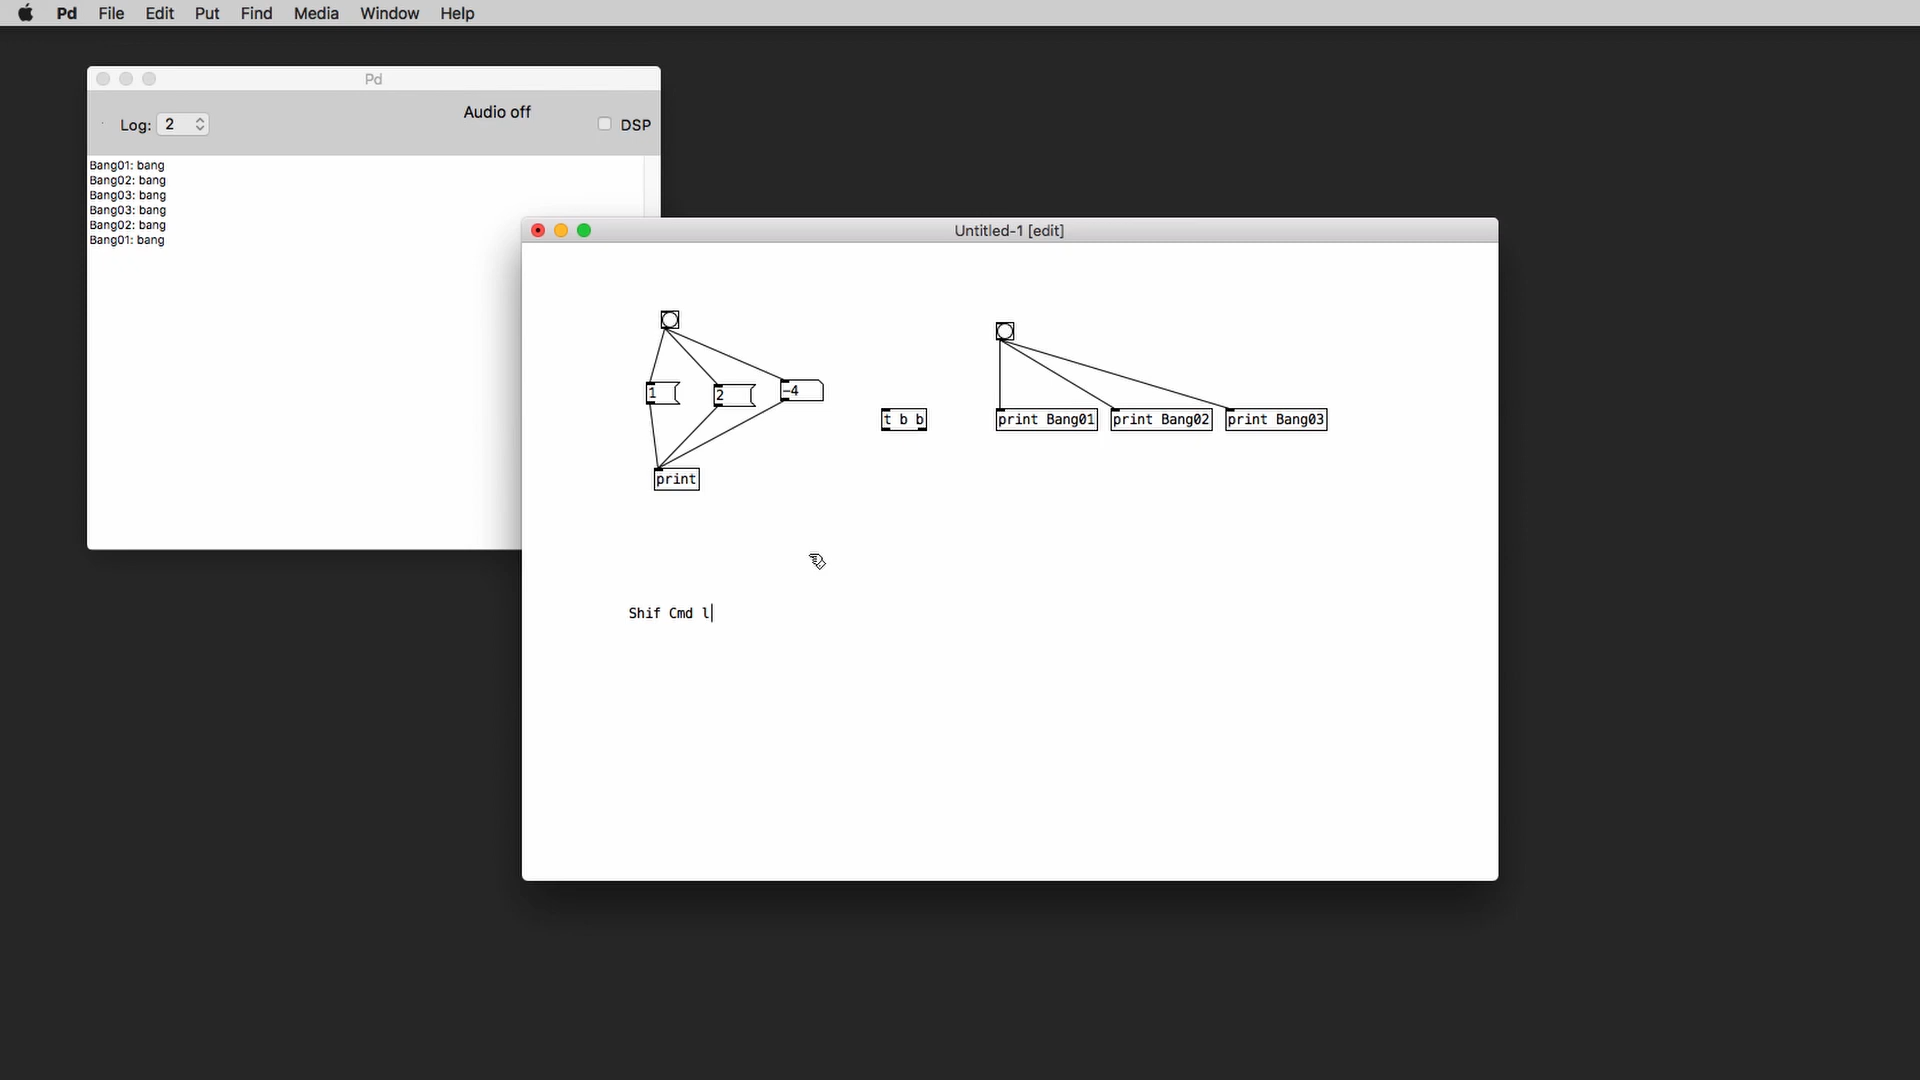 Pd File Edit Put Find Media Window Help
Pd
Audio off
Log: 2 DSP
Bang01: bang
Bang02: bang
Bang03: bang
Bang03: bang
Bang02: bang
Bang01: bang
Untitled-1 [edit]
1 2 -4
t b b print Bang01 print Bang02 print Bang03
print
Shif Cmd l